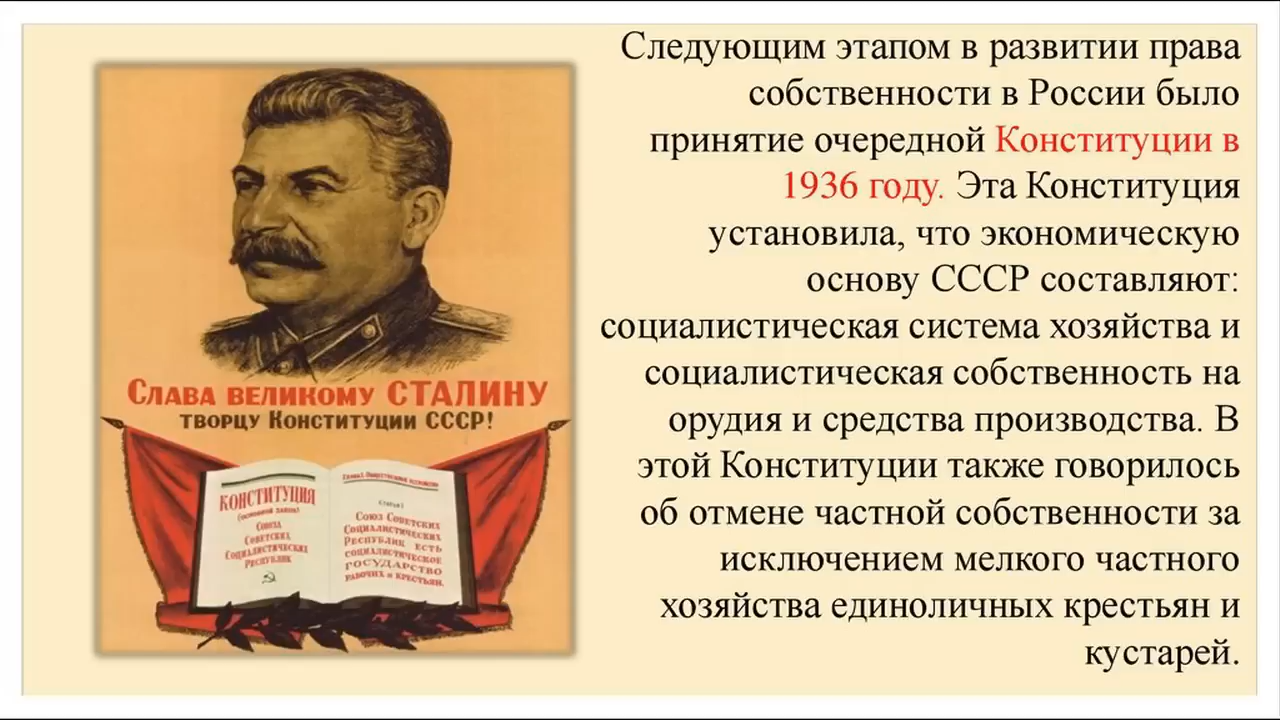 Следующим этапом в развитии права
собственности в России было
принятие очередной Конституции в
1936 году. Эта Конституция
установила, что экономическую
основу СССР составляют:
социалистическая система хозяйства и
социалистическая собственность на
орудия и средства производства. В
этой Конституции также говорилось
об отмене частной собственности за
исключением мелкого частного
хозяйства единоличных крестьян и
кустарей.
Слава великому СТАЛИНУ
творцу Конституции СССР!
КОНСТИТУЦИЯ
(основной закон)
Союза
Советских
Социалистических
Республик
Глава I. Общественное устройство
Статья 1
Союз Советских
Социалистических
Республик есть
социалистическое
государство
рабочих и крестьян.